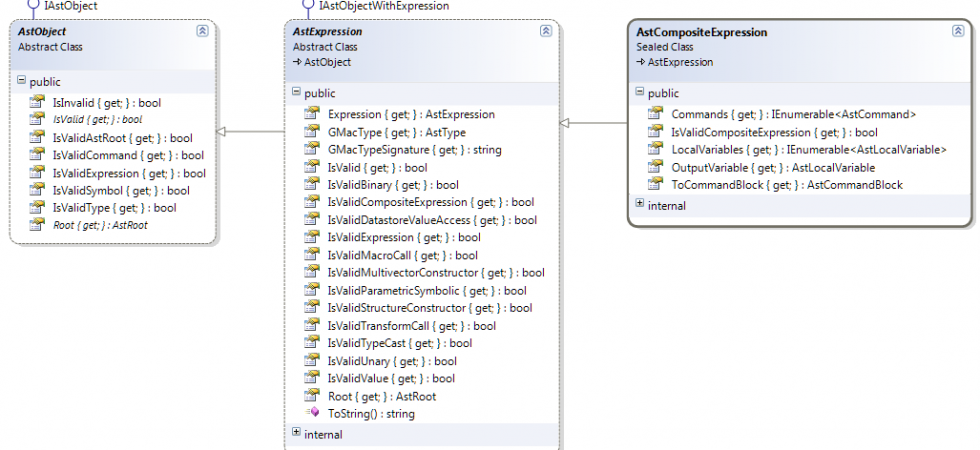 IAstObject
AstObject
Abstract Class
public
IsInvalid { get; } : bool
IsValid { get; } : bool
IsValidAstRoot { get; } : bool
IsValidCommand { get; } : bool
IsValidExpression { get; } : bool
IsValidSymbol { get; } : bool
IsValidType { get; } : bool
Root { get; } : AstRoot
IAstObjectWithExpression
AstExpression
Abstract Class
→ AstObject
public
Expression { get; } : AstExpression
GMacType { get; } : AstType
GMacTypeSignature { get; } : string
IsValid { get; } : bool
IsValidBinary { get; } : bool
IsValidCompositeExpression { get; } : bool
IsValidDatastoreValueAccess { get; } : bool
IsValidExpression { get; } : bool
IsValidMacroCall { get; } : bool
IsValidMultivectorConstructor { get; } : bool
IsValidParametricSymbolic { get; } : bool
IsValidStructureConstructor { get; } : bool
IsValidTransformCall { get; } : bool
IsValidTypeCast { get; } : bool
IsValidUnary { get; } : bool
IsValidValue { get; } : bool
Root { get; } : AstRoot
ToString() : string
internal
AstCompositeExpression
Sealed Class
→ AstExpression
public
Commands { get; } : IEnumerable<AstCommand>
IsValidCompositeExpression { get; } : bool
LocalVariables { get; } : IEnumerable<AstLocalVariable>
OutputVariable { get; } : AstLocalVariable
ToCommandBlock { get; } : AstCommandBlock
internal